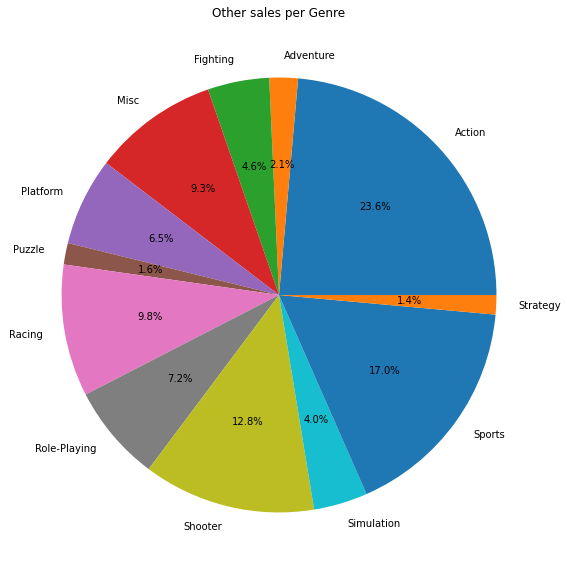 Other sales per Genre
Adventure
Fighting
Misc
Action
2.1%
4.6%
9.3%
Platform
23.6%
6.5%
Puzzle
1.6%
1.4%
Strategy
9.8%
Racing
17.0%
7.2%
12.8%
4.0%
Sports
Role-Playing
Simulation
Shooter